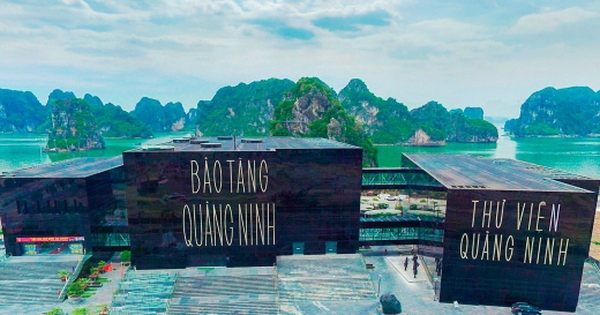 BẢO TÀNG
QUẢNG NINH
THƯ VIỆN
QUẢNG NINH